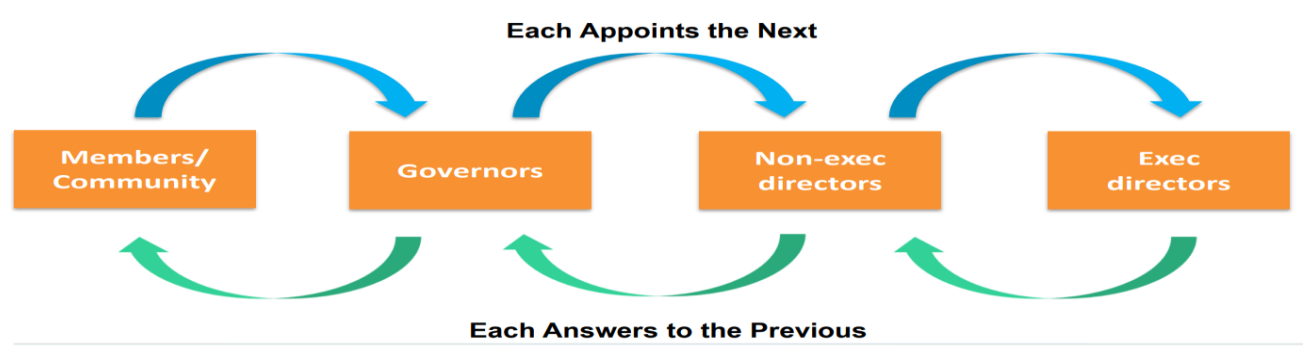 Each Appoints the Next
Members/
Community
Governors
Non-exec
directors
Exec
directors
Each Answers to the Previous